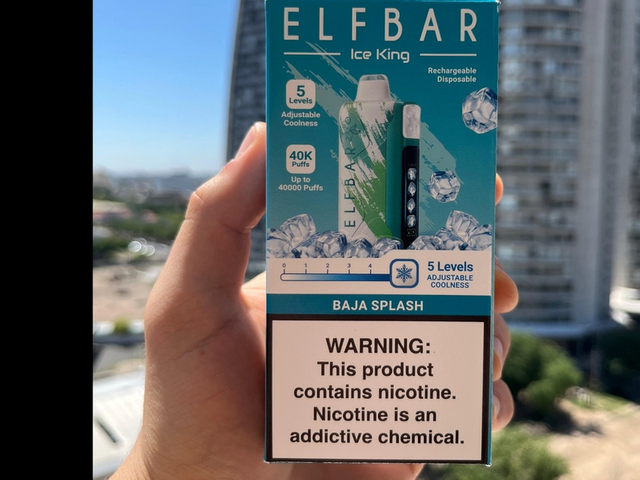 ELFBAR
Ice King
Rechargeable
Disposable
5
Levels
Adjustable
Coolness
40K
Puffs
Up to
40000 Puffs
ELFBAR
0 1 2 3 4
5 Levels
ADJUSTABLE
COOLNESS
BAJA SPLASH
WARNING:
This product
contains nicotine.
Nicotine is an
addictive chemical.